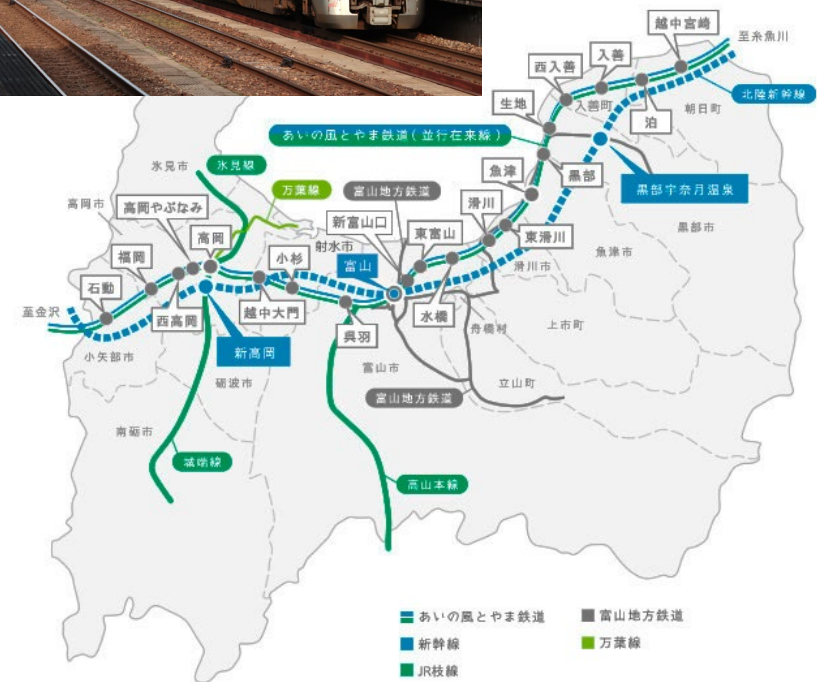 越中宮崎
至糸魚川
入善
西入善
北陸新幹線
入善町
朝日町
泊
生地
あいの風とやま鉄道(並行在来線)
黒部
黒部宇奈月温泉
魚津
氷見市
氷見線
万葉線
富山地方鉄道
滑川
高岡市
高岡やぶなみ
新富山口
東富山
東滑川
黒部市
高岡
射水市
魚津市
福岡
小杉
富山
滑川市
石動
至金沢
西高岡
越中大門
水橋
呉羽
舟橋村
上市町
新高岡
小矢部市
砺波市
富山市
立山町
富山地方鉄道
南砺市
城端線
高山本線
あいの風とやま鉄道
富山地方鉄道
新幹線
万葉線
JR枝線